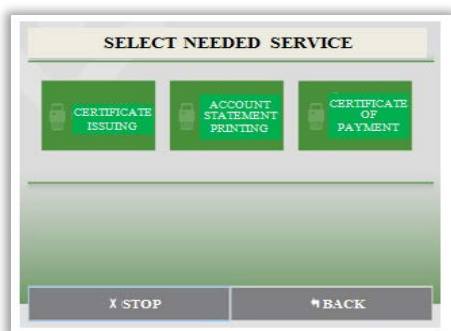 SELECT NEEDED SERVICE
CERTIFICATE
ISSUING
ACCOUNT
STATEMENT
PRINTING
CERTIFICATE
OF
PAYMENT
X STOP
BACK